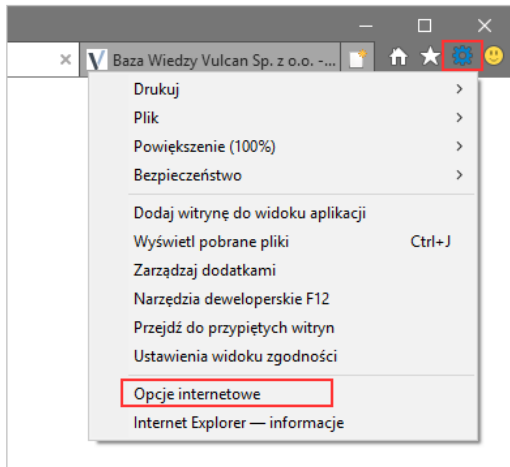 Baza Wiedzy Vulcan Sp. z o.o. -...
Drukuj
Plik
Powiększenie (100%)
Bezpieczeństwo
Dodaj witrynę do widoku aplikacji
Wyświetl pobrane pliki Ctrl+J
Zarządzaj dodatkami
Narzędzia deweloperskie F12
Przejdź do przypiętych witryn
Ustawienia widoku zgodności
Opcje internetowe
Internet Explorer — informacje